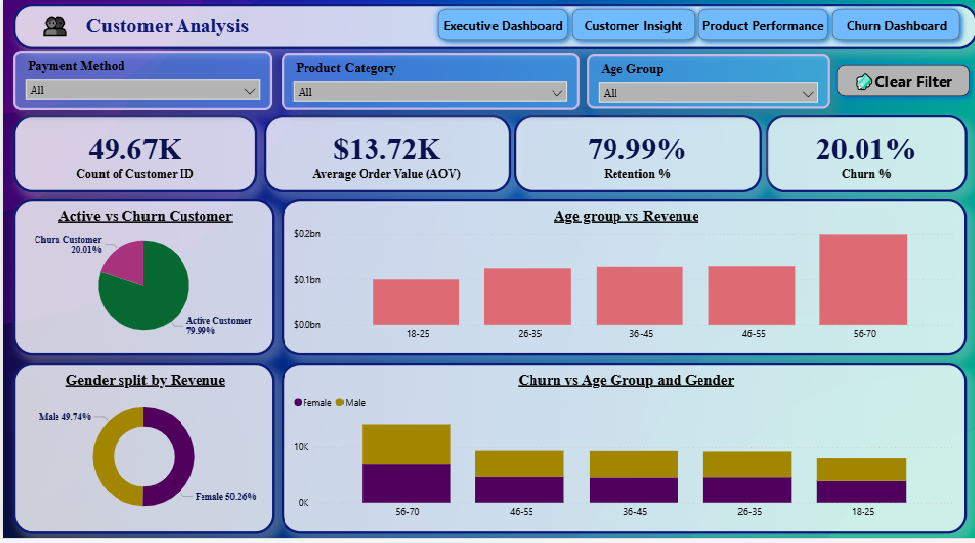 Customer Analysis
Executive Dashboard
Customer Insight
Product Performance
Churn Dashboard
Payment Method
All
Product Category
All
Age Group
All
Clear Filter
49.67K
Count of Customer ID
$13.72K
Average Order Value (AOV)
79.99%
Retention %
20.01%
Churn %
Active vs Churn Customer
Churn Customer
20.01%
Active Customer
79.99%
Age group vs Revenue
$0.2bn
$0.1bn
$0.0bn
18-25
26-35
36-45
46-55
56-70
Gender split by Revenue
Male 49.74%
Female 50.26%
Churn vs Age Group and Gender
Female Male
10K
0K
56-70
46-55
36-45
26-35
18-25